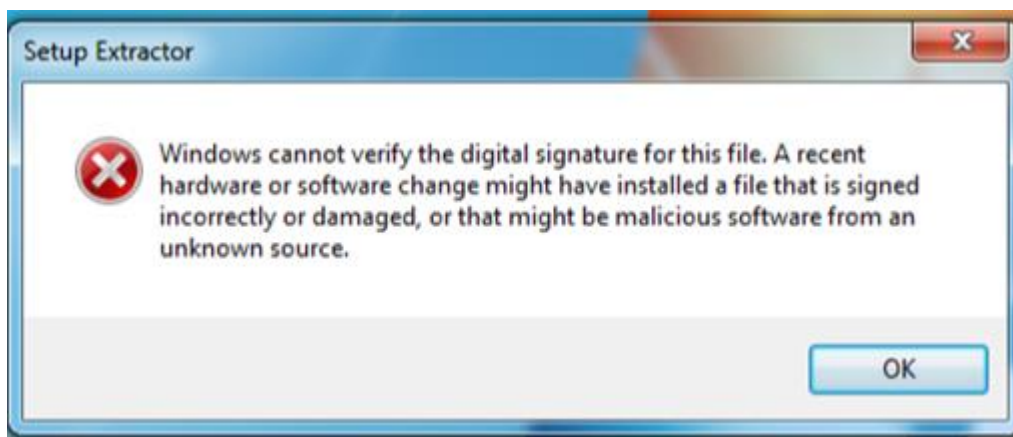 Setup Extractor
Windows cannot verify the digital signature for this file. A recent
hardware or software change might have installed a file that is signed
incorrectly or damaged, or that might be malicious software from an
unknown source.
OK